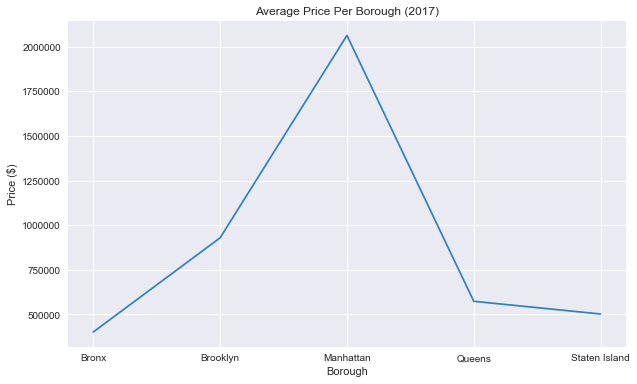 Average Price Per Borough (2017)
Price ($)
2000000
1750000
1500000
1250000
1000000
750000
500000
Bronx Brooklyn Manhattan Queens Staten Island
Borough